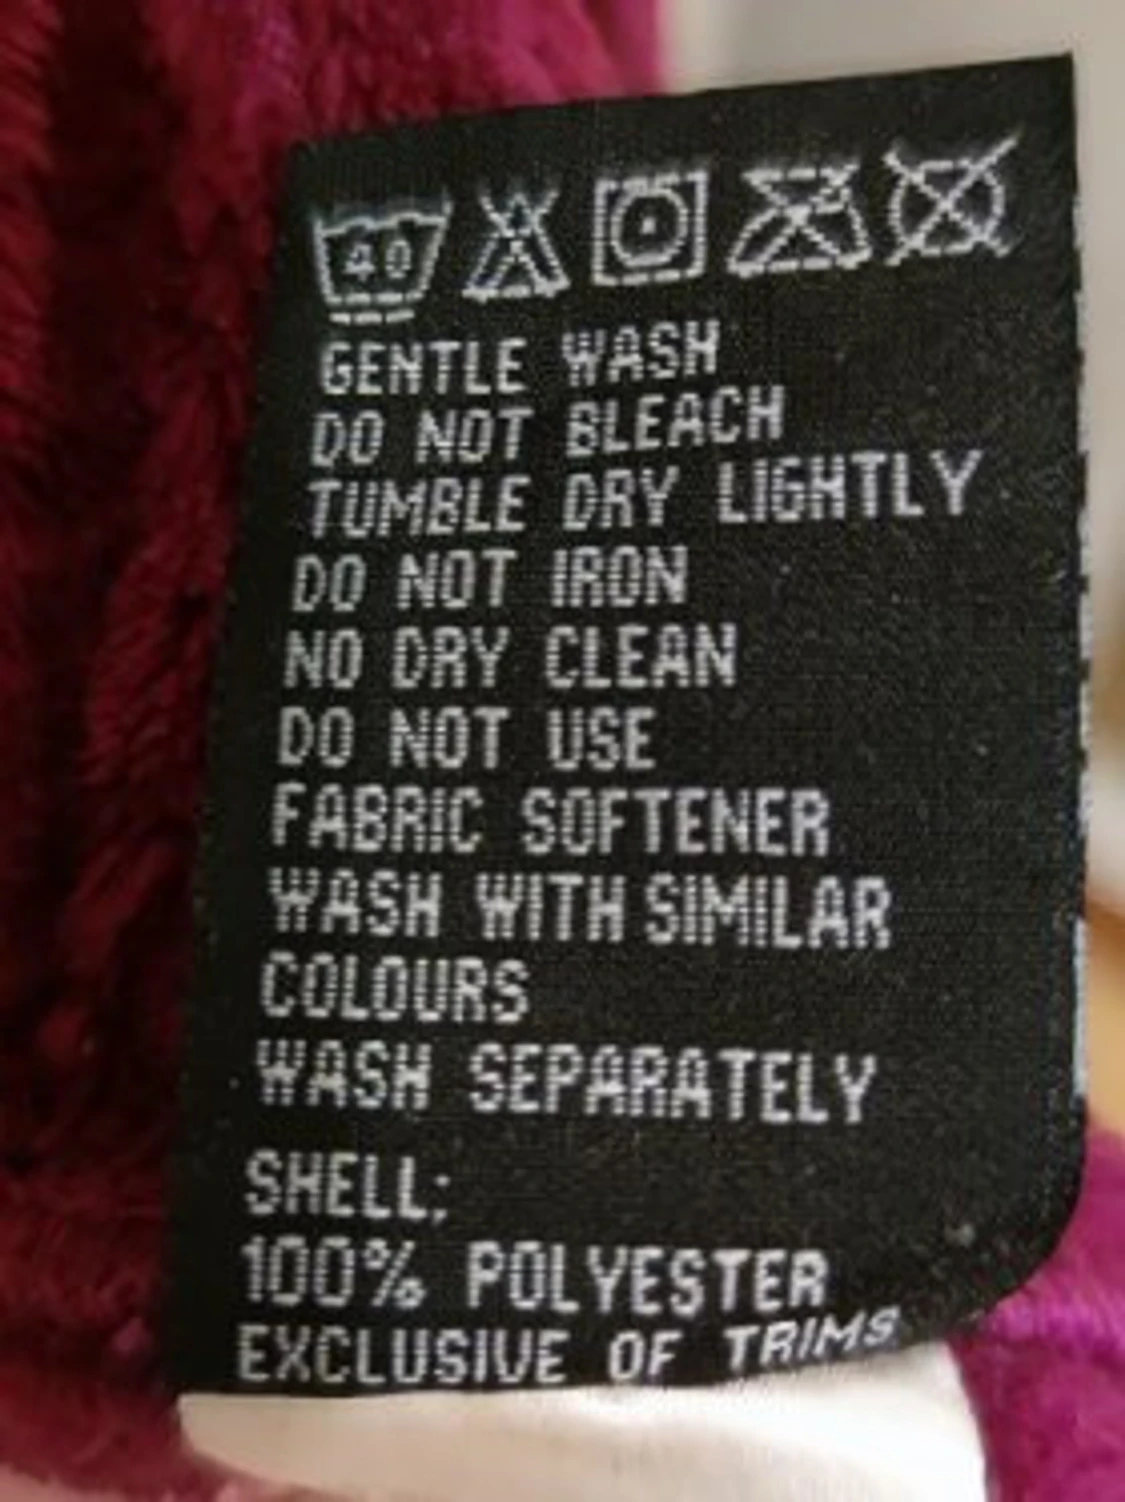 40
GENTLE WASH
DO NOT BLEACH
TUMBLE DRY LIGHTLY
DO NOT IRON
NO DRY CLEAN
DO NOT USE
FABRIC SOFTENER
WASH WITH SIMILAR
COLOURS
WASH SEPARATELY
SHELL:
100% POLYESTER
EXCLUSIVE OF TRIMS